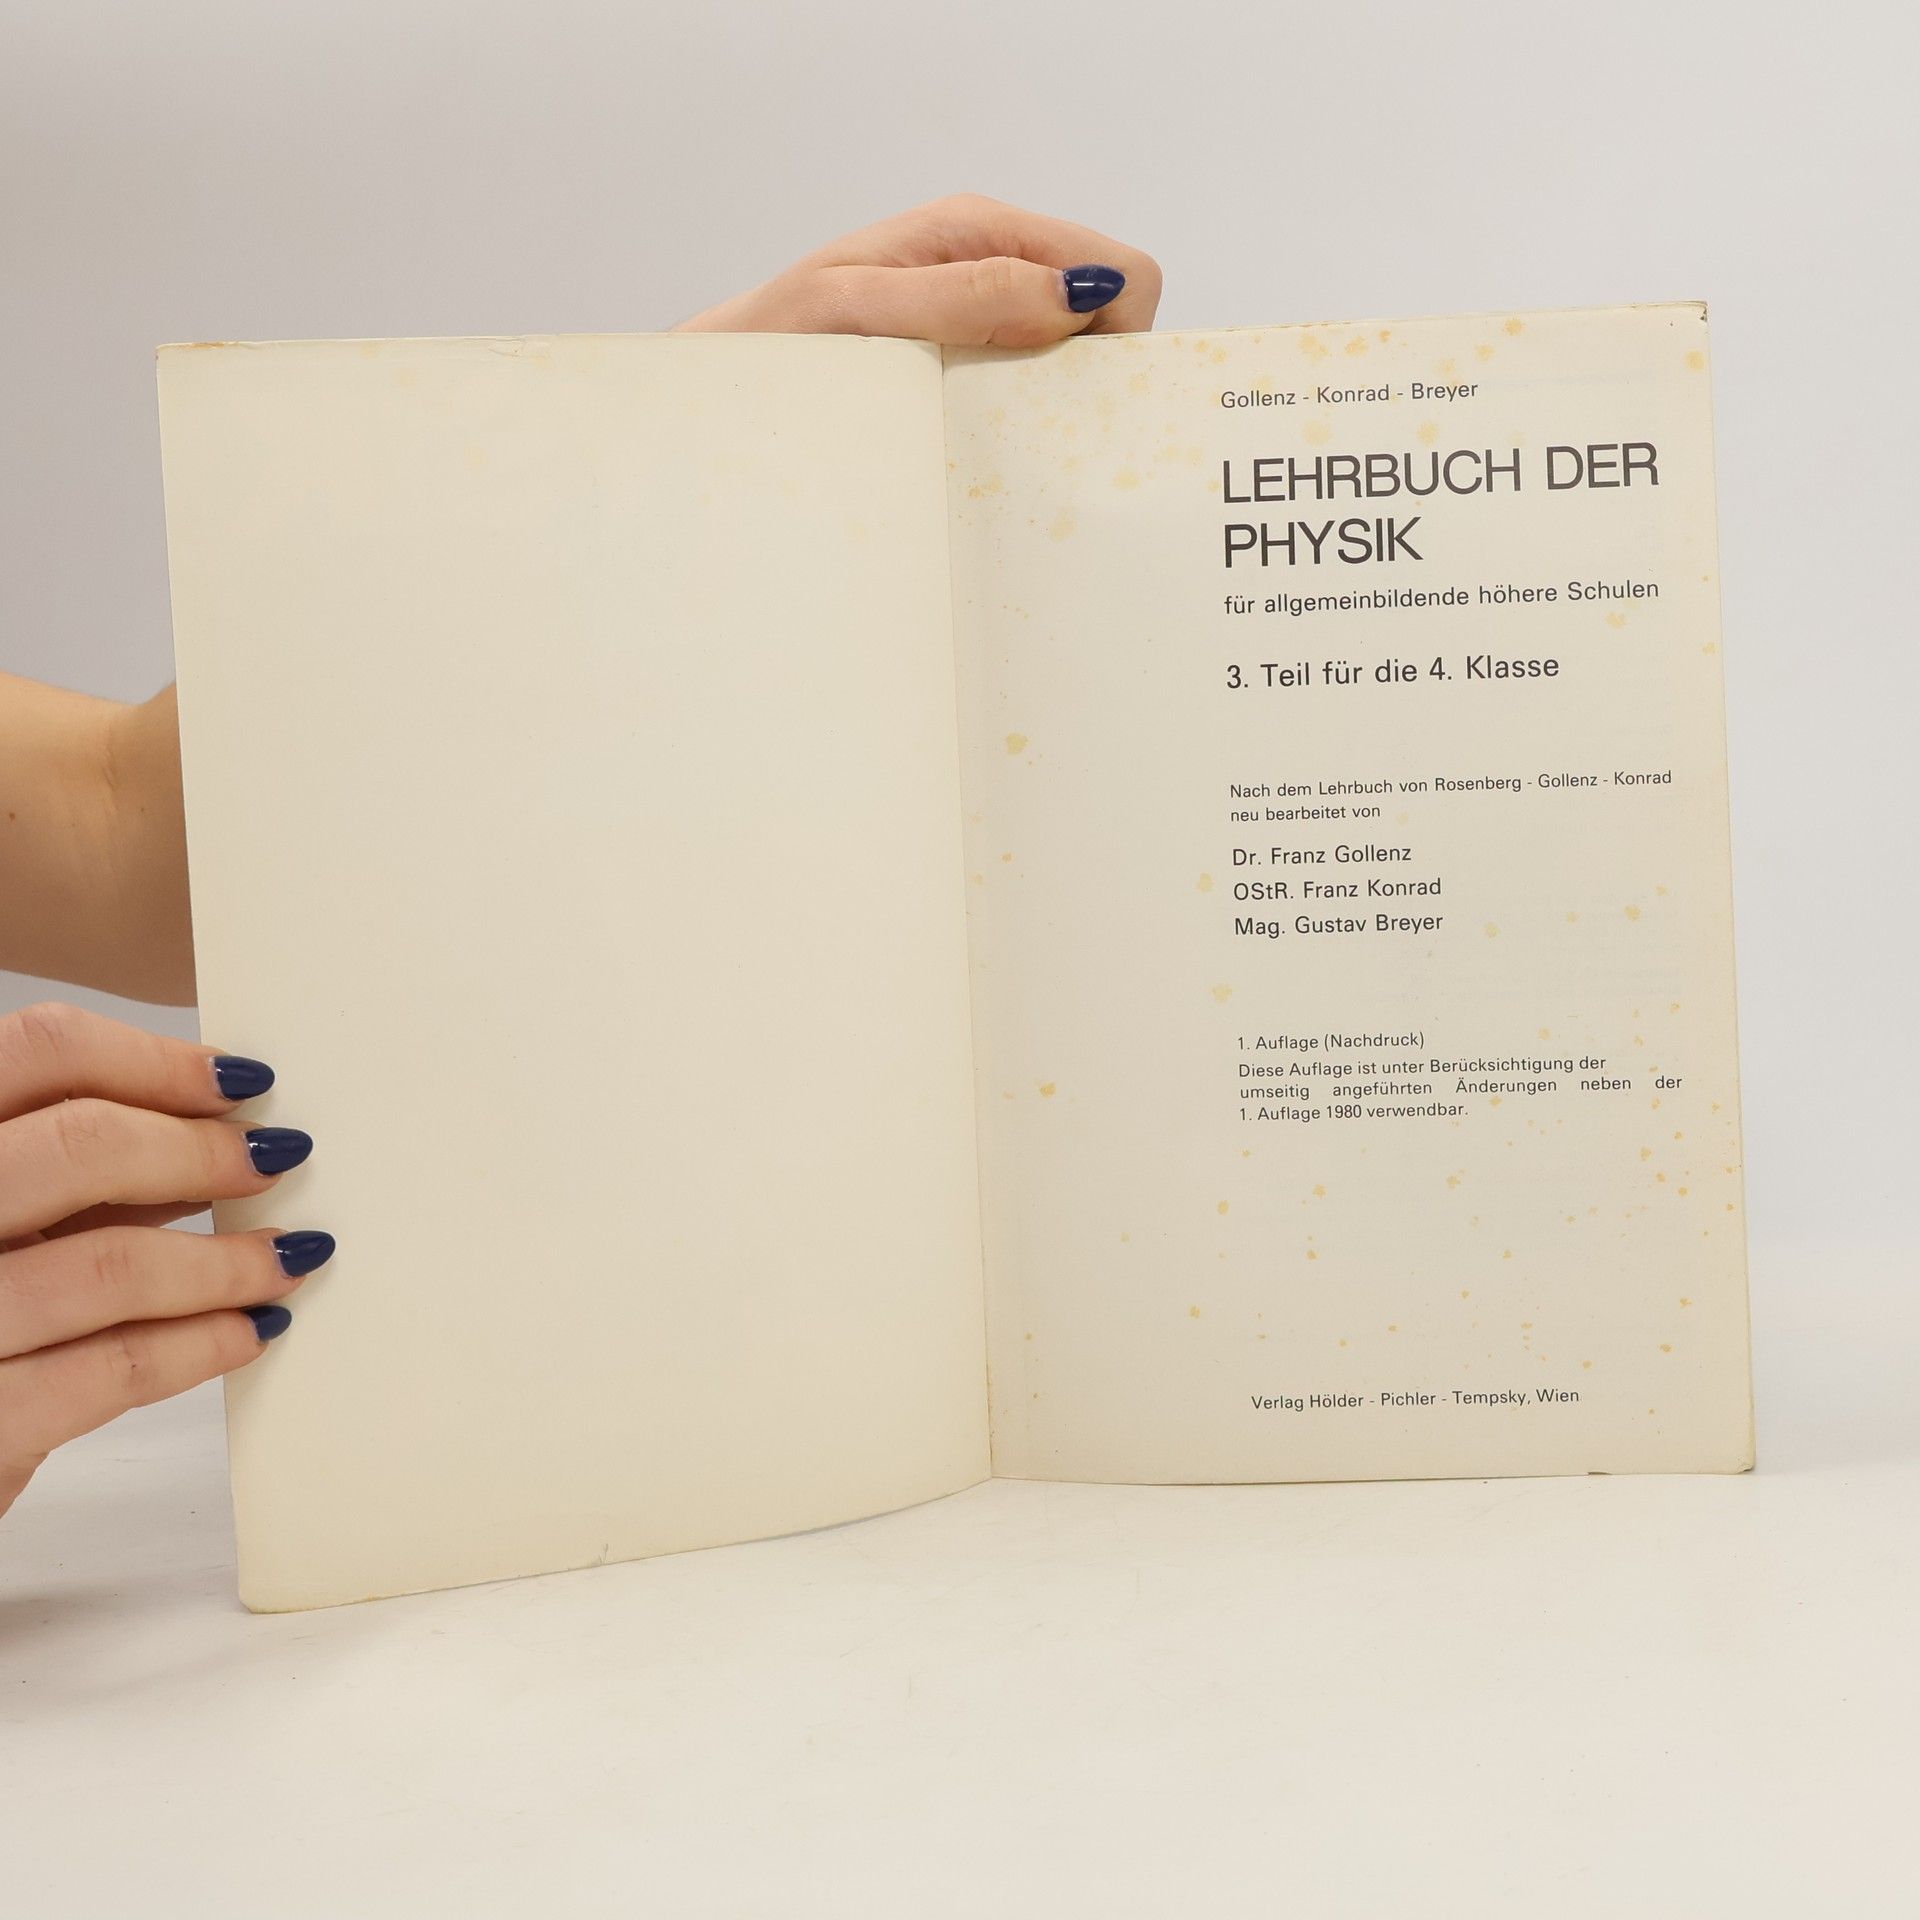 Gollenz - Konrad - Breyer
LEHRBUCH DER
PHYSIK
für allgemeinbildende höhere Schulen
3. Teil für die 4. Klasse
Nach dem Lehrbuch von Rosenberg - Gollenz - Konrad
neu bearbeitet von
Dr. Franz Gollenz
OStR. Franz Konrad
Mag. Gustav Breyer
1. Auflage (Nachdruck)
Diese Auflage ist unter Berücksichtigung der
umseitig angeführten Änderungen neben der
1. Auflage 1980 verwendbar.
Verlag Hölder - Pichler - Tempsky, Wien